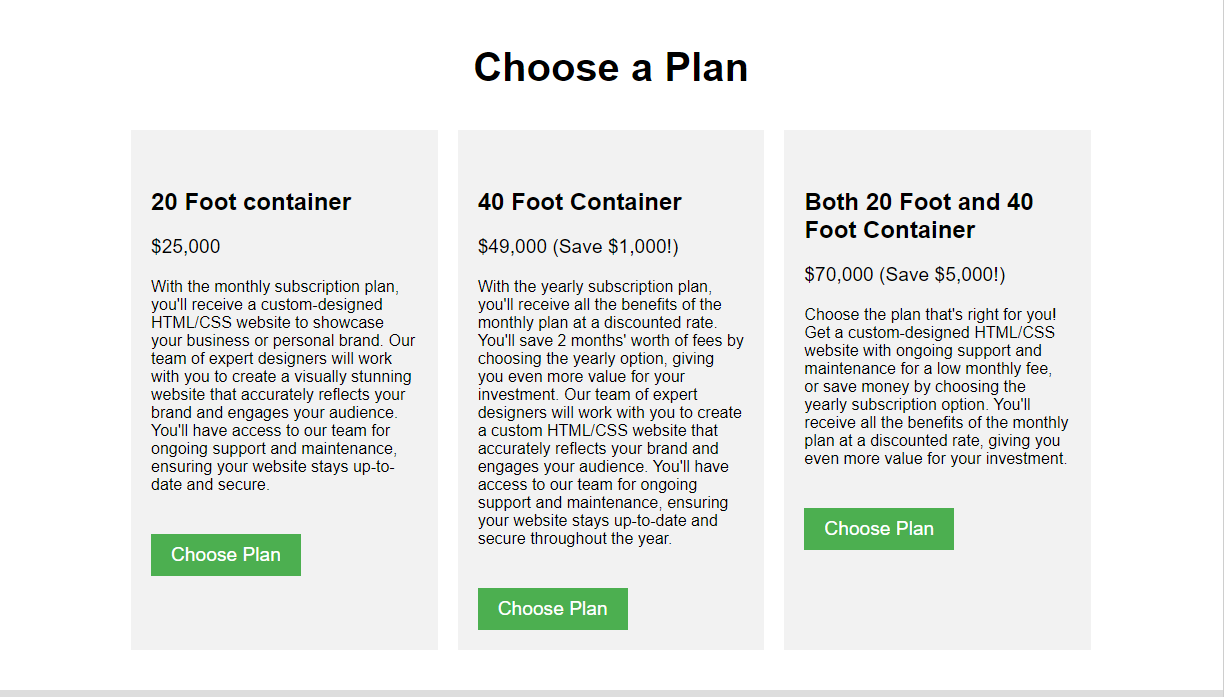 Choose a Plan
20 Foot container
$25,000
With the monthly subscription plan,
you'll receive a custom-designed
HTML/CSS website to showcase
your business or personal brand. Our
team of expert designers will work
with you to create a visually stunning
website that accurately reflects your
brand and engages your audience.
You'll have access to our team for
ongoing support and maintenance,
ensuring your website stays up-to-
date and secure.
Choose Plan
40 Foot Container
$49,000 (Save $1,000!)
With the yearly subscription plan,
you'll receive all the benefits of the
monthly plan at a discounted rate.
You'll save 2 months' worth of fees by
choosing the yearly option, giving
you even more value for your
investment. Our team of expert
designers will work with you to create
a custom HTML/CSS website that
accurately reflects your brand and
engages your audience. You'll have
access to our team for ongoing
support and maintenance, ensuring
your website stays up-to-date and
secure throughout the year.
Choose Plan
Both 20 Foot and 40
Foot Container
$70,000 (Save $5,000!)
Choose the plan that's right for you!
Get a custom-designed HTML/CSS
website with ongoing support and
maintenance for a low monthly fee,
or save money by choosing the
yearly subscription option. You'll
receive all the benefits of the monthly
plan at a discounted rate, giving you
even more value for your investment.
Choose Plan